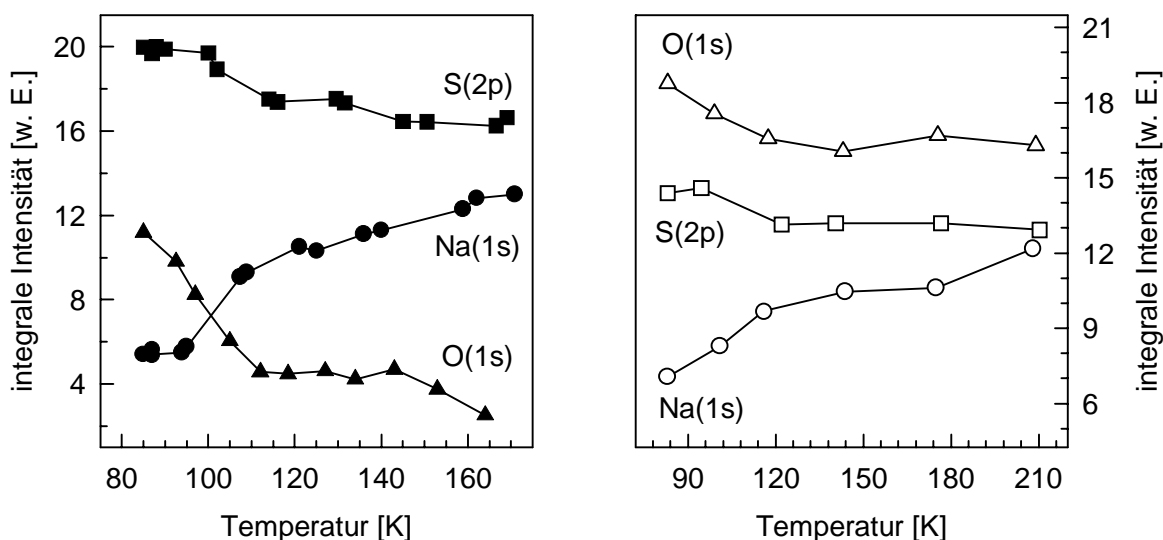 integrale Intensität [w. E.]
20
16
12
8
4
S(2p)
Na(1s)
O(1s)
80 100 120 140 160
Temperatur [K]
O(1s)
S(2p)
Na(1s)
21
18
15
12
9
6
integrale Intensität [w. E.]
90 120 150 180 210
Temperatur [K]